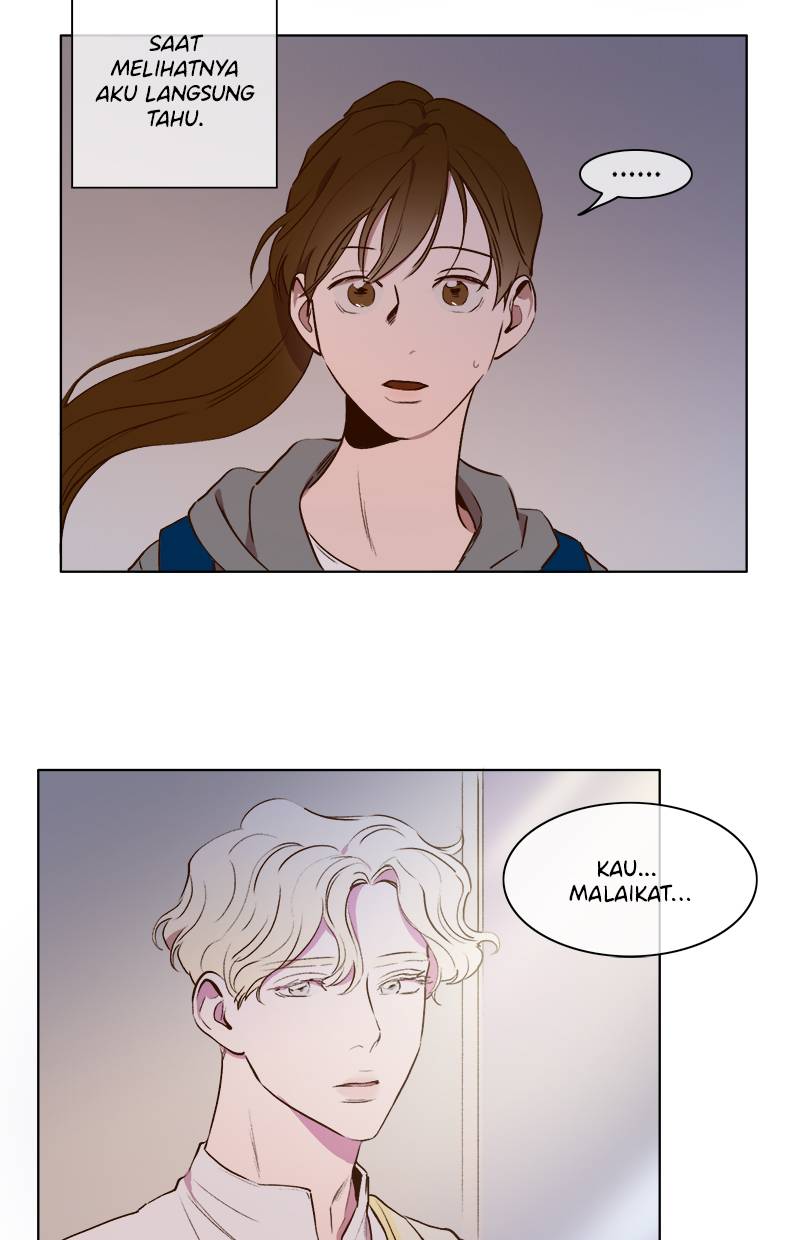 SAAT
MELIHATNYA
AKU LANGSUNG
TAHU.
......
KAU...
MALAIKAT...